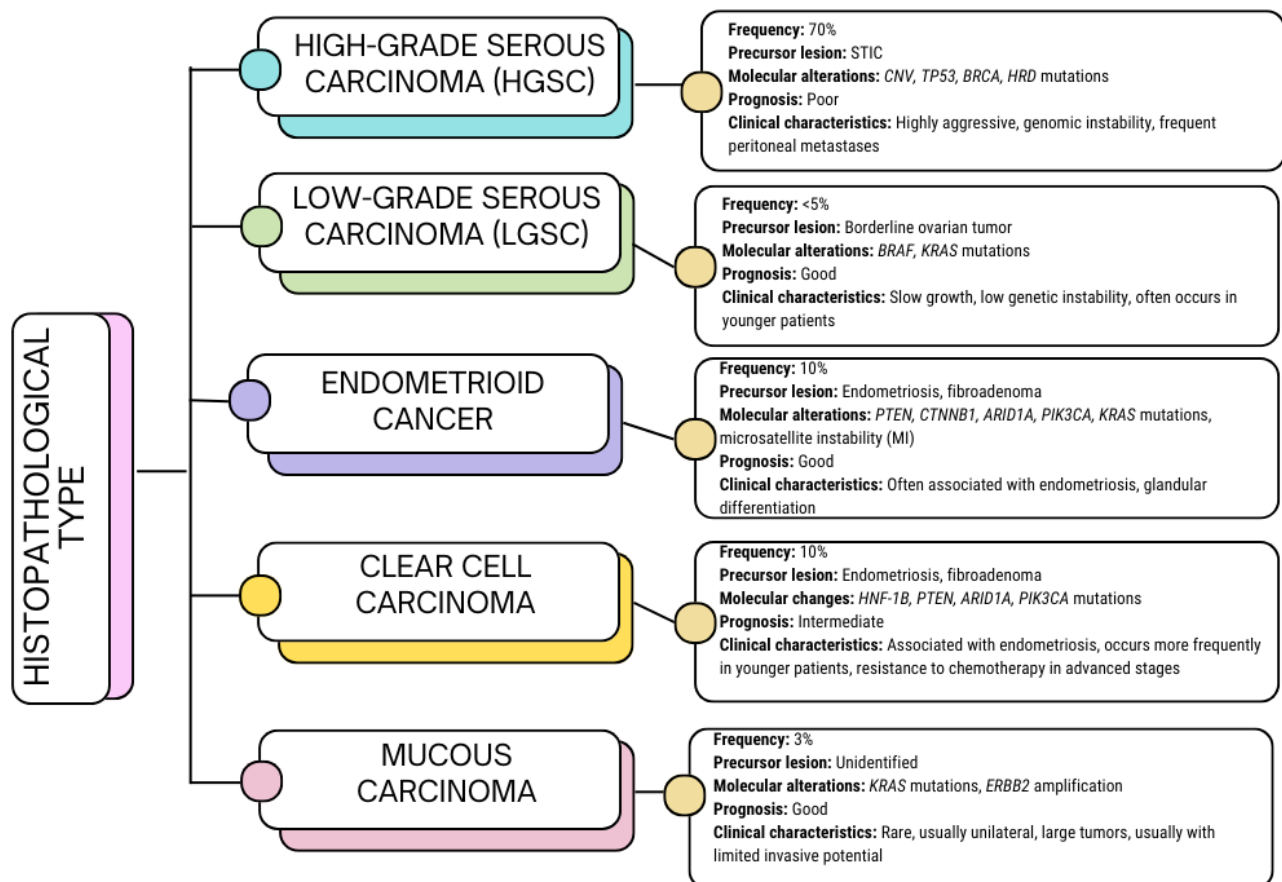 HISTOPATHOLOGICAL
TYPE
HIGH-GRADE SEROUS
CARCINOMA (HGSC)
Frequency: 70%
Precursor lesion: STIC
Molecular alterations: CNV, TP53, BRCA, HRD mutations
Prognosis: Poor
Clinical characteristics: Highly aggressive, genomic instability, frequent
peritoneal metastases
LOW-GRADE SEROUS
CARCINOMA (LGSC)
Frequency: <5%
Precursor lesion: Borderline ovarian tumor
Molecular alterations: BRAF, KRAS mutations
Prognosis: Good
Clinical characteristics: Slow growth, low genetic instability, often occurs in
younger patients
ENDOMETRIOID
CANCER
Frequency: 10%
Precursor lesion: Endometriosis, fibroadenoma
Molecular alterations: PTEN, CTNNB1, ARID1A, PIK3CA, KRAS mutations,
microsatellite instability (MI)
Prognosis: Good
Clinical characteristics: Often associated with endometriosis, glandular
differentiation
CLEAR CELL
CARCINOMA
Frequency: 10%
Precursor lesion: Endometriosis, fibroadenoma
Molecular changes: HNF-1B, PTEN, ARID1A, PIK3CA mutations
Prognosis: Intermediate
Clinical characteristics: Associated with endometriosis, occurs more frequently
in younger patients, resistance to chemotherapy in advanced stages
MUCOUS
CARCINOMA
Frequency: 3%
Precursor lesion: Unidentified
Molecular alterations: KRAS mutations, ERBB2 amplification
Prognosis: Good
Clinical characteristics: Rare, usually unilateral, large tumors, usually with
limited invasive potential